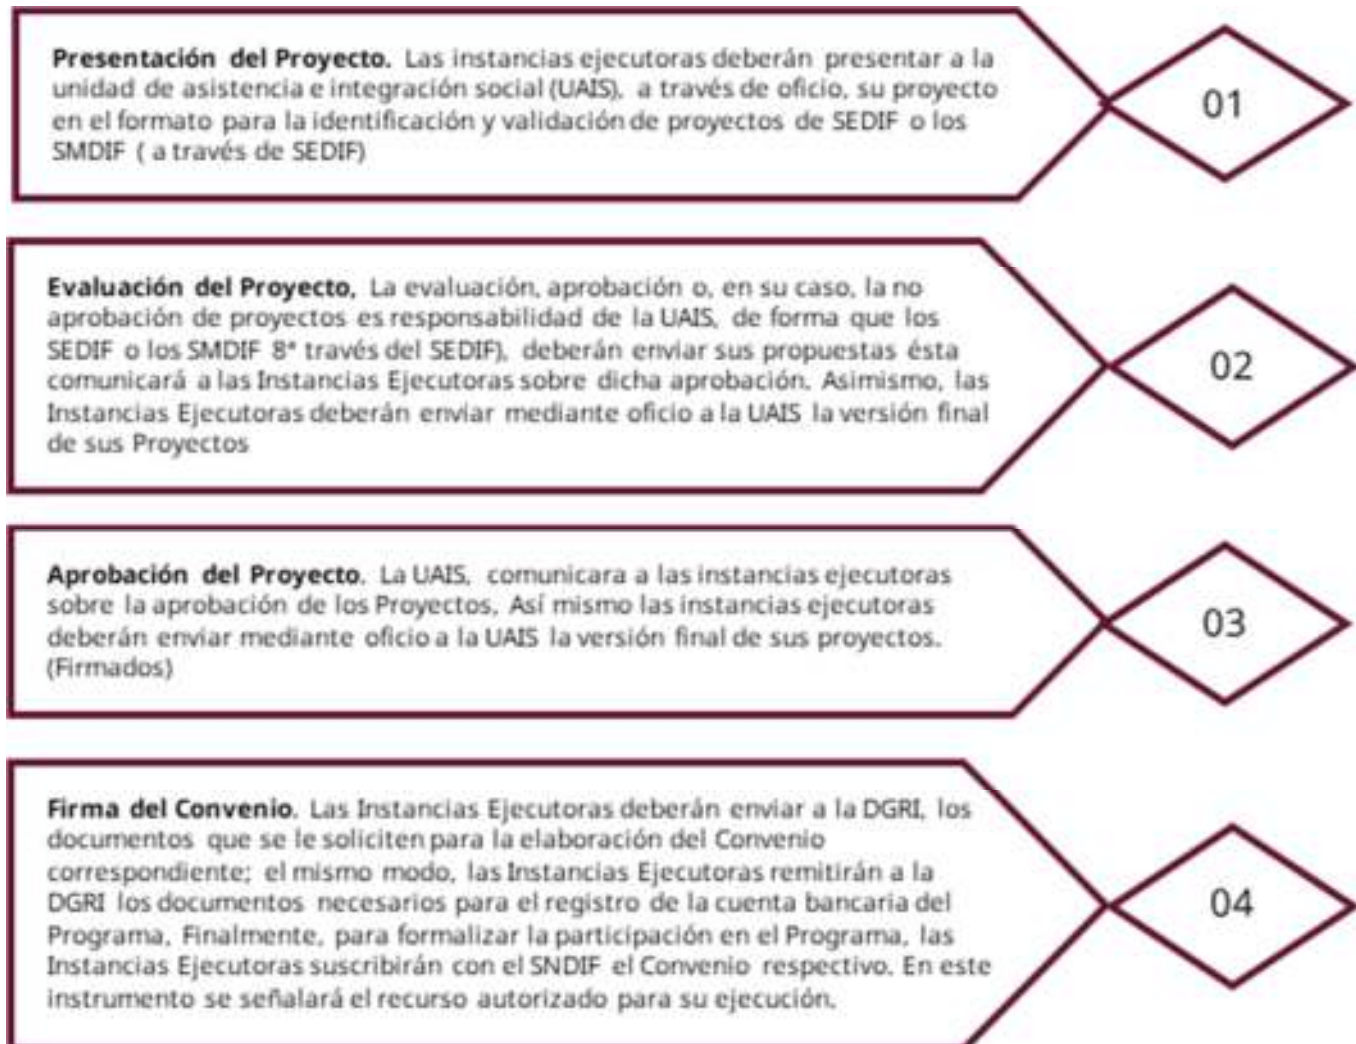 Presentación del Proyecto. Las instancias ejecutoras deberán presentar a la
unidad de asistencia e integración social (UAIS), a través de oficio, su proyecto
en el formato para la identificación y validación de proyectos de SEDIF o los
SMDIF ( a través de SEDIF)
01
Evaluación del Proyecto, La evaluación, aprobación o, en su caso, la no
aprobación de proyectos es responsabilidad de la UAIS, de forma que los
SEDIF o los SMDIF 8* través del SEDIF), deberán enviar sus propuestas ésta
comunicará a las Instancias Ejecutoras sobre dicha aprobación. Asimismo, las
Instancias Ejecutoras deberán enviar mediante oficio a la UAIS la versión final
de sus Proyectos
02
Aprobación del Proyecto. La UAIS, comunicara a las instancias ejecutoras
sobre la aprobación de los Proyectos, Así mismo las instancias ejecutoras
deberán enviar mediante oficio a la UAIS la versión final de sus proyectos.
(Firmados)
03
Firma del Convenio. Las Instancias Ejecutoras deberán enviar a la DGRI, los
documentos que se le soliciten para la elaboración del Convenio
correspondiente; el mismo modo, las Instancias Ejecutoras remitirán a la
DGRI los documentos necesarios para el registro de la cuenta bancaria del
Programa, Finalmente, para formalizar la participación en el Programa, las
Instancias Ejecutoras suscribirán con el SNDIF el Convenio respectivo. En este
instrumento se señalará el recurso autorizado para su ejecución.
04